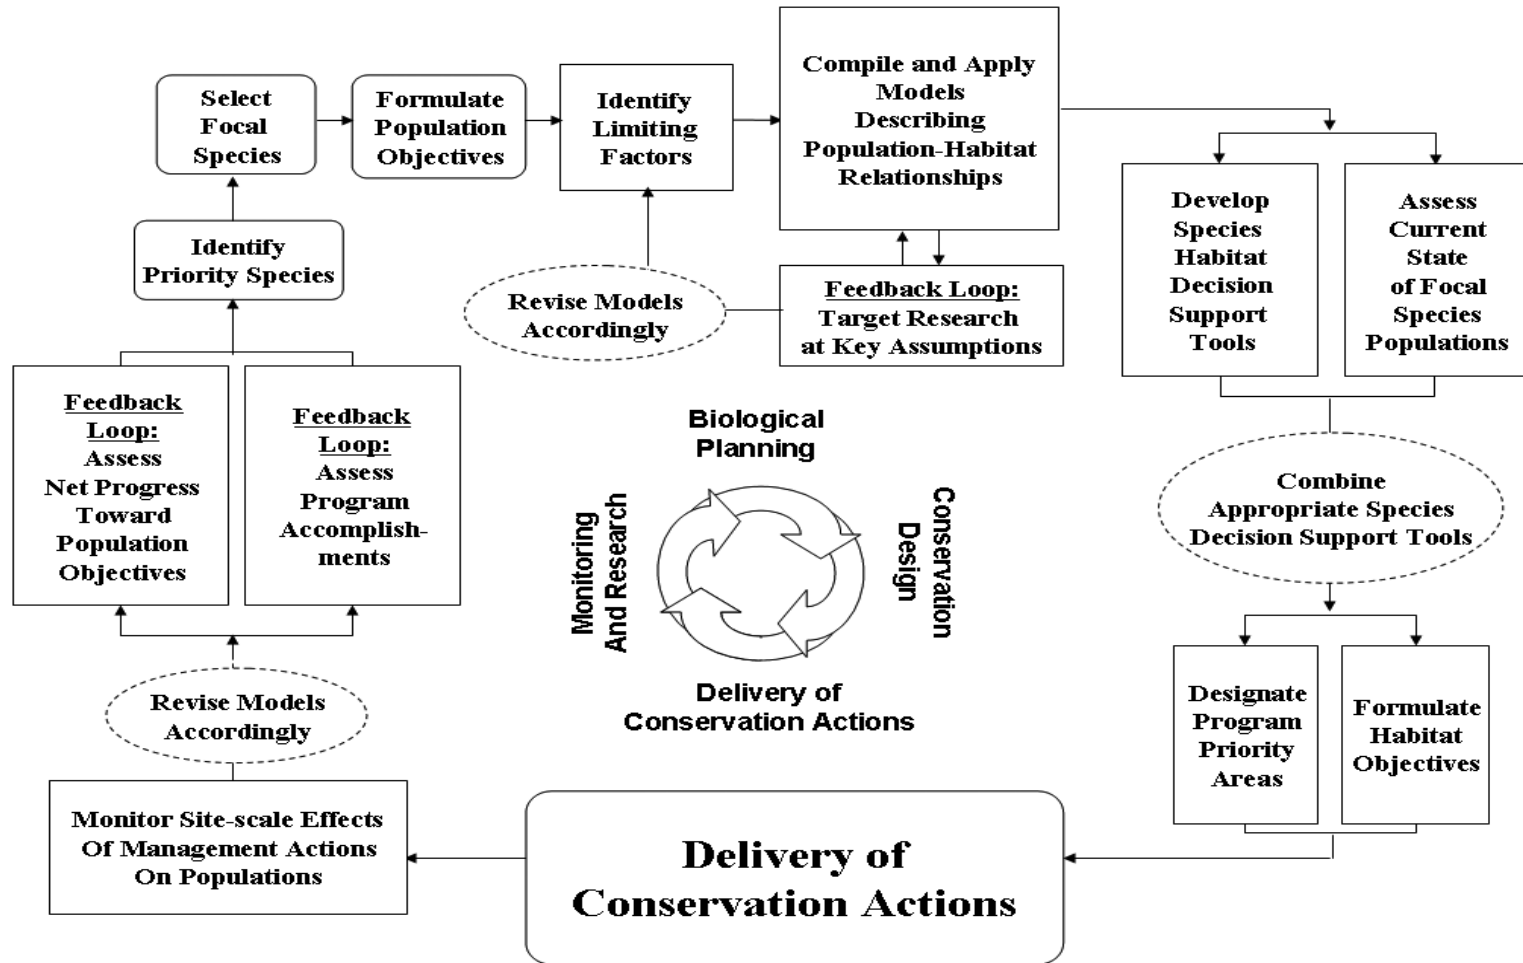 Select
Focal
Species
Formulate
Population
Objectives
Identify
Limiting
Factors
Compile and Apply
Models
Describing
Population-Habitat
Relationships
Develop
Species
Habitat
Decision
Support
Tools
Assess
Current
State
of Focal
Species
Populations
Identify
Priority Species
Revise Models
Accordingly
Feedback Loop:
Target Research
at Key Assumptions
Feedback
Loop:
Assess
Net Progress
Toward
Population
Objectives
Feedback
Loop:
Assess
Program
Accomplish-
ments
Biological
Planning
Conservation
Design
Delivery of
Conservation Actions
Monitoring
And Research
Combine
Appropriate Species
Decision Support Tools
Designate
Program
Priority
Areas
Formulate
Habitat
Objectives
Revise Models
Accordingly
Monitor Site-scale Effects
Of Management Actions
On Populations
Delivery of
Conservation Actions